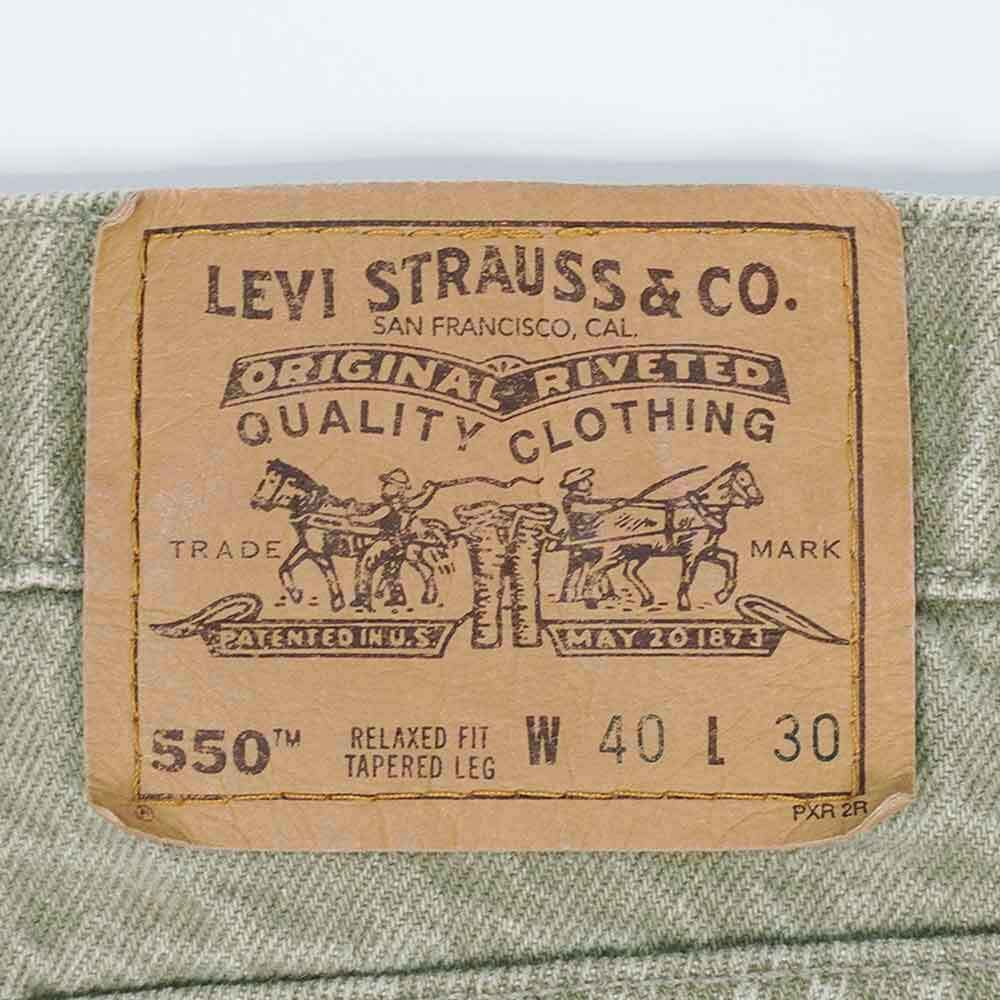 LEVI STRAUSS & CO.
SAN FRANCISCO, CAL.
ORIGINAL RIVETED
QUALITY CLOTHING
TRADE MARK
PATENTED IN U.S. MAY 20 1873
550™ RELAXED FIT W 40 L 30
TAPERED LEG
® PXR 2R